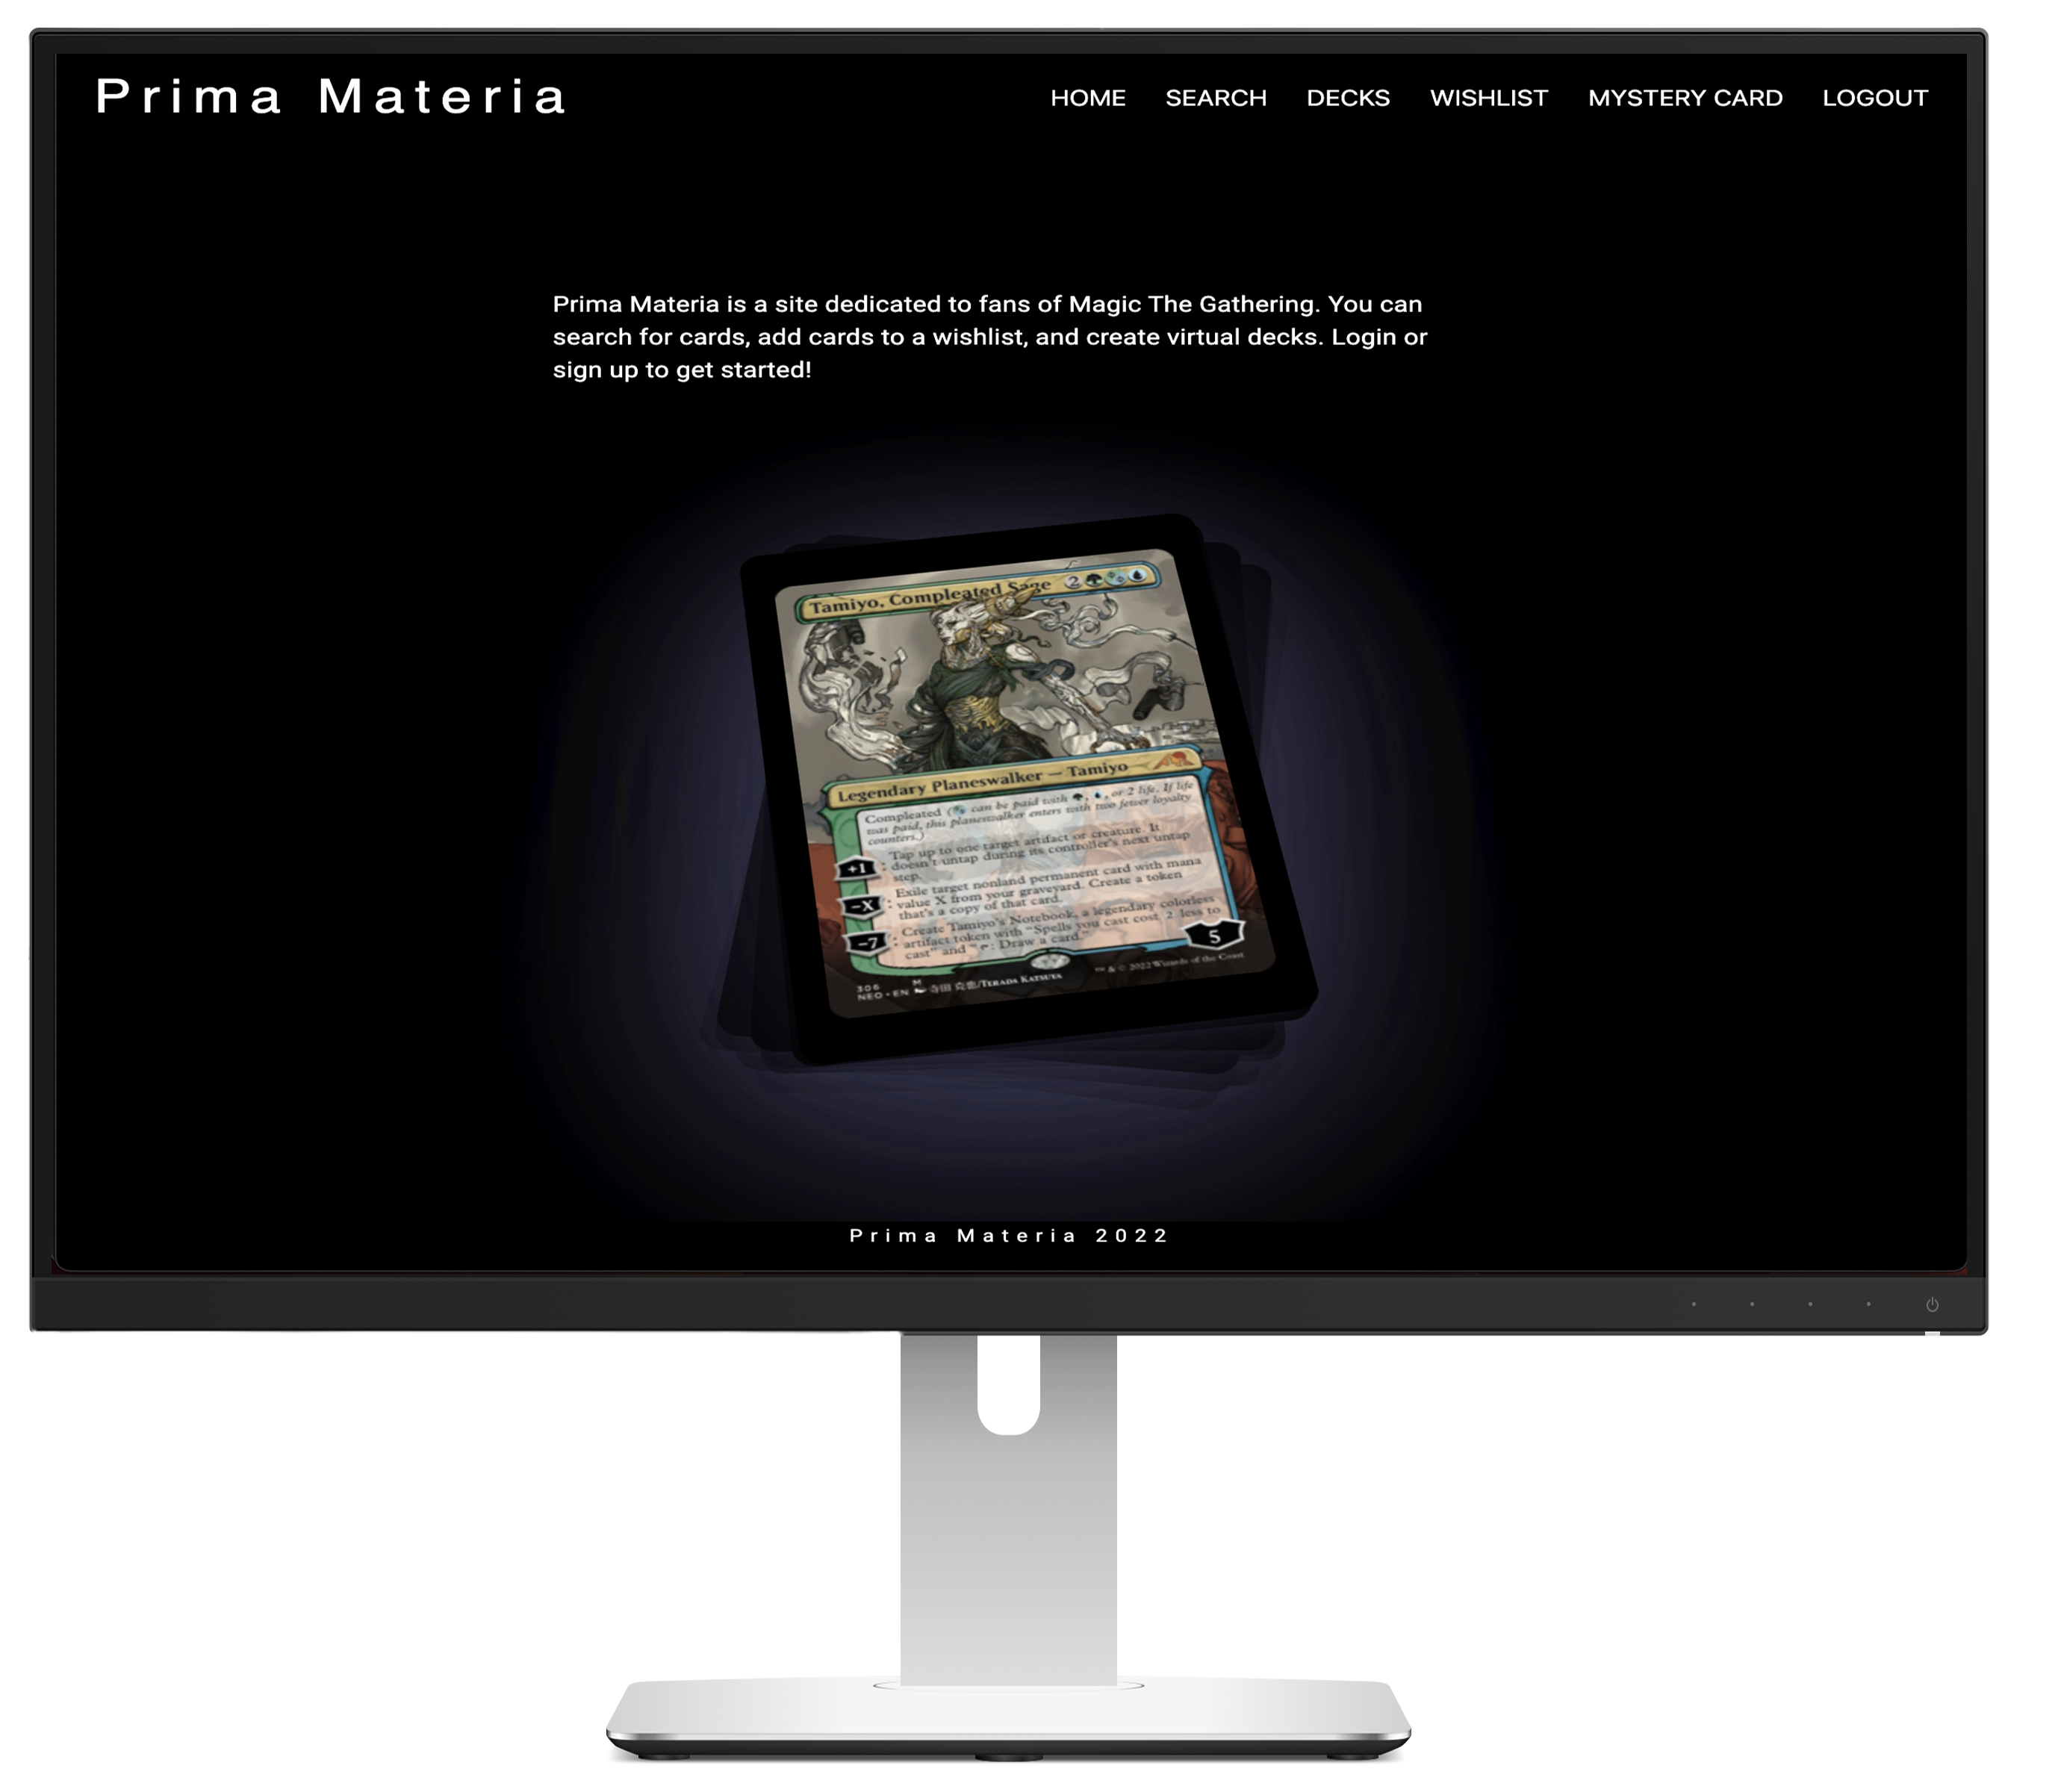 Prima Materia
HOME SEARCH DECKS WISHLIST MYSTERY CARD LOGOUT
Prima Materia is a site dedicated to fans of Magic The Gathering. You can
search for cards, add cards to a wishlist, and create virtual decks. Login or
sign up to get started!
Tamiyo, Compleated Sage 2
Legendary Planeswalker — Tamiyo
Compleated ( can be paid with , , or 2 life. If life
was paid, this planeswalker enters with two fewer loyalty
counters.)
+1: Tap up to one target artifact or creature. It
doesn't untap during its controller's next untap
step.
−X: Exile target nonland permanent card with mana
value X from your graveyard. Create a token
that's a copy of that card.
−7: Create Tamiyo's Notebook, a legendary colorless
artifact token with "Spells you cast cost 2 less to
cast" and " : Draw a card."
5
306 M
NEO • EN 寺田 克也/TERADA KATSUYA
™ & © 2022 Wizards of the Coast
Prima Materia 2022